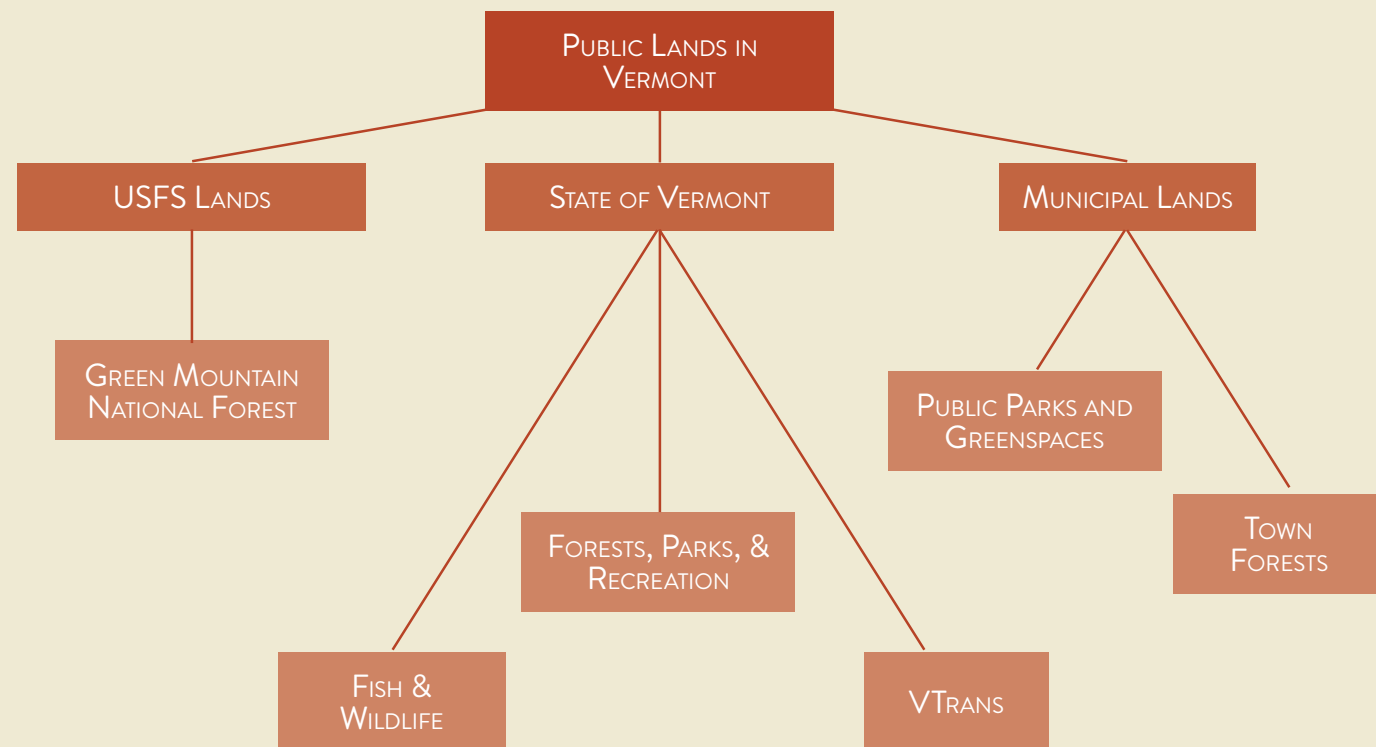 Public Lands in
Vermont
USFS Lands
State of Vermont
Municipal Lands
Green Mountain
National Forest
Public Parks and
Greenspaces
Town
Forests
Forests, Parks, &
Recreation
Fish &
Wildlife
VTrans